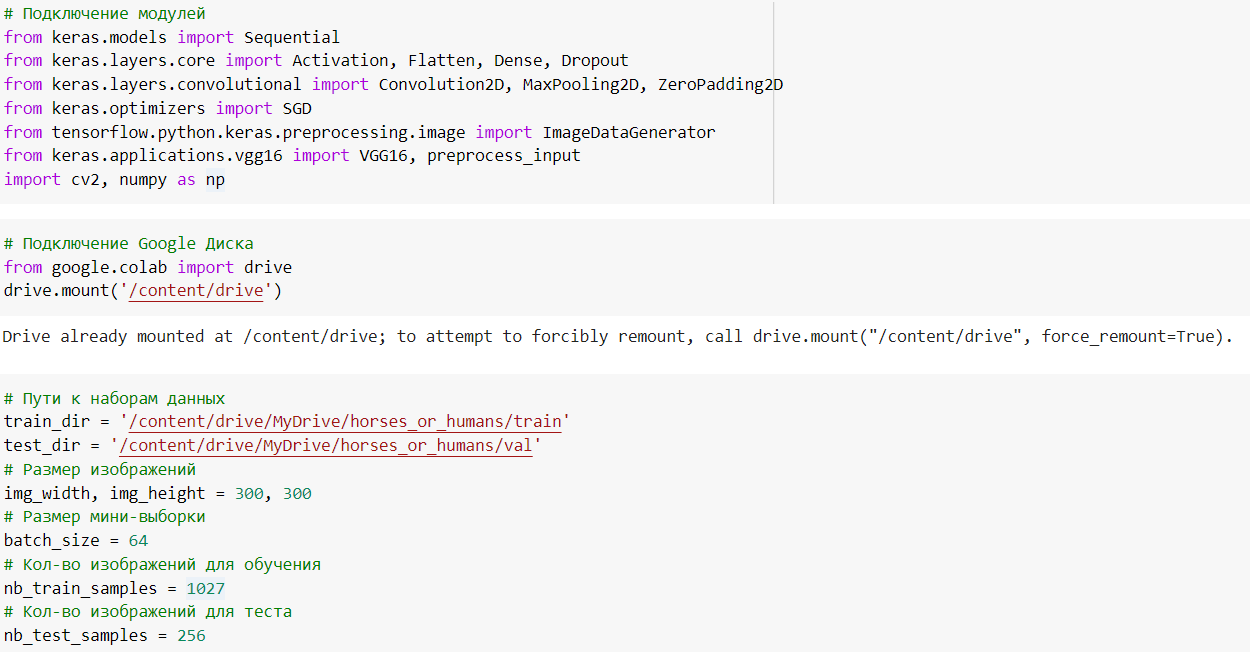 # Подключение модулей
from keras.models import Sequential
from keras.layers.core import Activation, Flatten, Dense, Dropout
from keras.layers.convolutional import Convolution2D, MaxPooling2D, ZeroPadding2D
from keras.optimizers import SGD
from tensorflow.python.keras.preprocessing.image import ImageDataGenerator
from keras.applications.vgg16 import VGG16, preprocess_input
import cv2, numpy as np
# Подключение Google Диска
from google.colab import drive
drive.mount('/content/drive')
Drive already mounted at /content/drive; to attempt to forcibly remount, call drive.mount("/content/drive", force_remount=True).
# Пути к наборам данных
train_dir = '/content/drive/MyDrive/horses_or_humans/train'
test_dir = '/content/drive/MyDrive/horses_or_humans/val'
# Размер изображений
img_width, img_height = 300, 300
# Размер мини-выборки
batch_size = 64
# Кол-во изображений для обучения
nb_train_samples = 1027
# Кол-во изображений для теста
nb_test_samples = 256